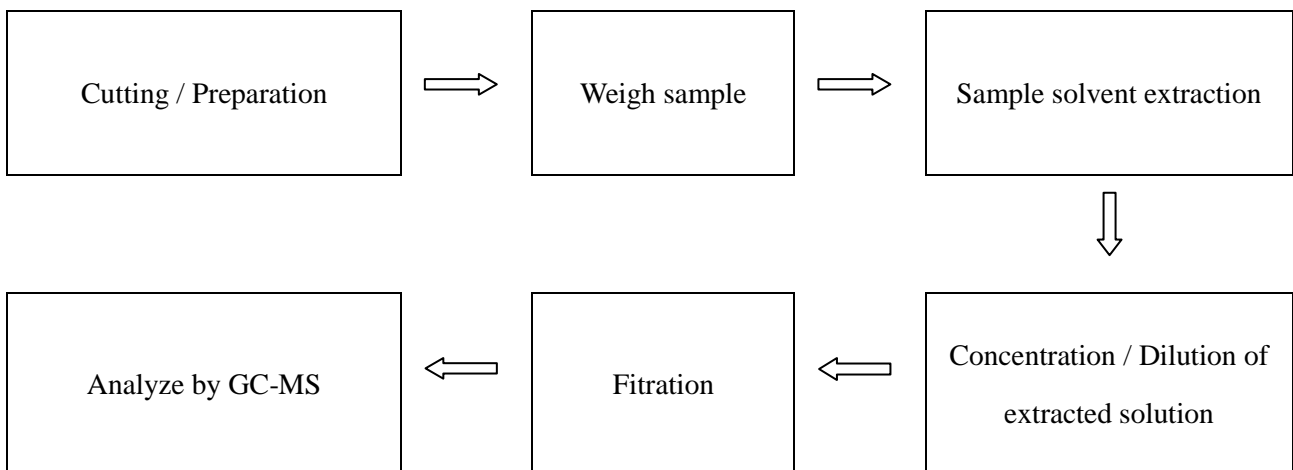 Cutting / Preparation
Weigh sample
Sample solvent extraction
Concentration / Dilution of
extracted solution
Fitration
Analyze by GC-MS